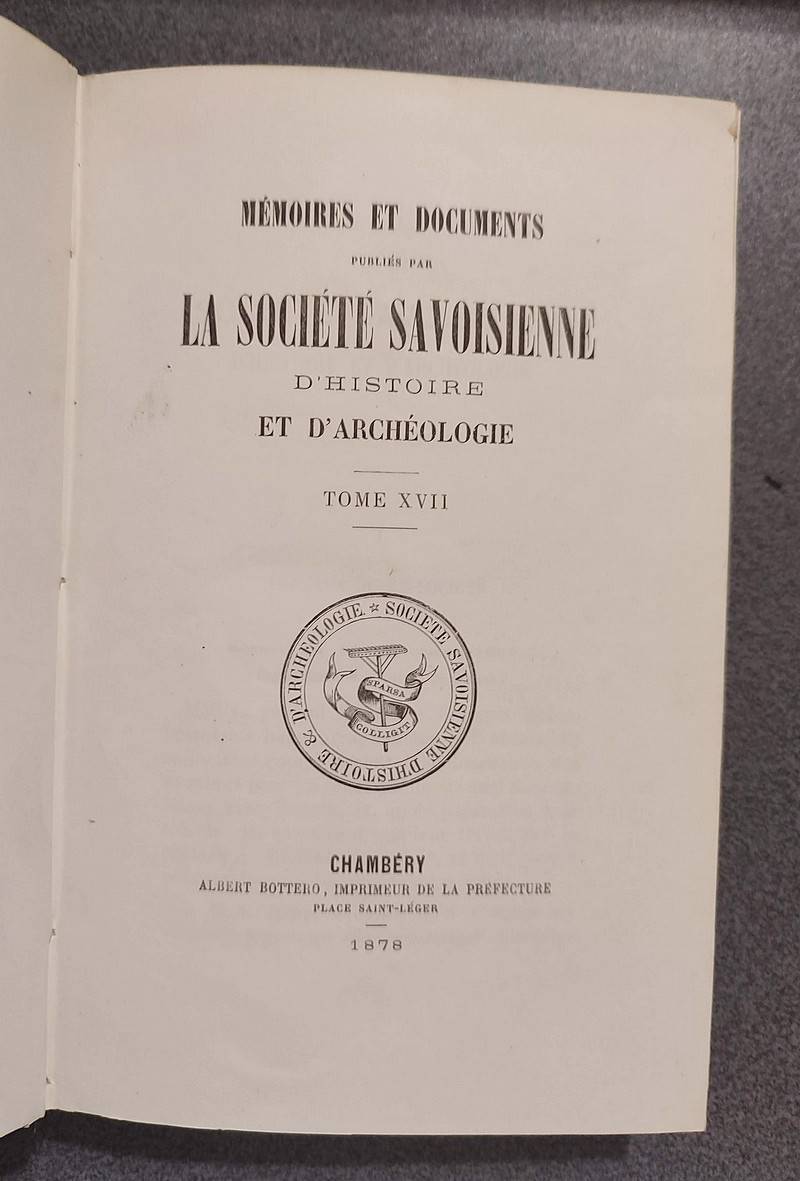 MÉMOIRES ET DOCUMENTS
PUBLIÉS PAR
LA SOCIÉTÉ SAVOISIENNE
D'HISTOIRE
ET D'ARCHÉOLOGIE
TOME XVII
SOCIÉTÉ SAVOISIENNE D'HISTOIRE & D'ARCHÉOLOGIE
SPARSA
COLLIGIT
CHAMBÉRY
ALBERT BOTTERO, IMPRIMEUR DE LA PRÉFECTURE
PLACE SAINT-LÉGER
1878